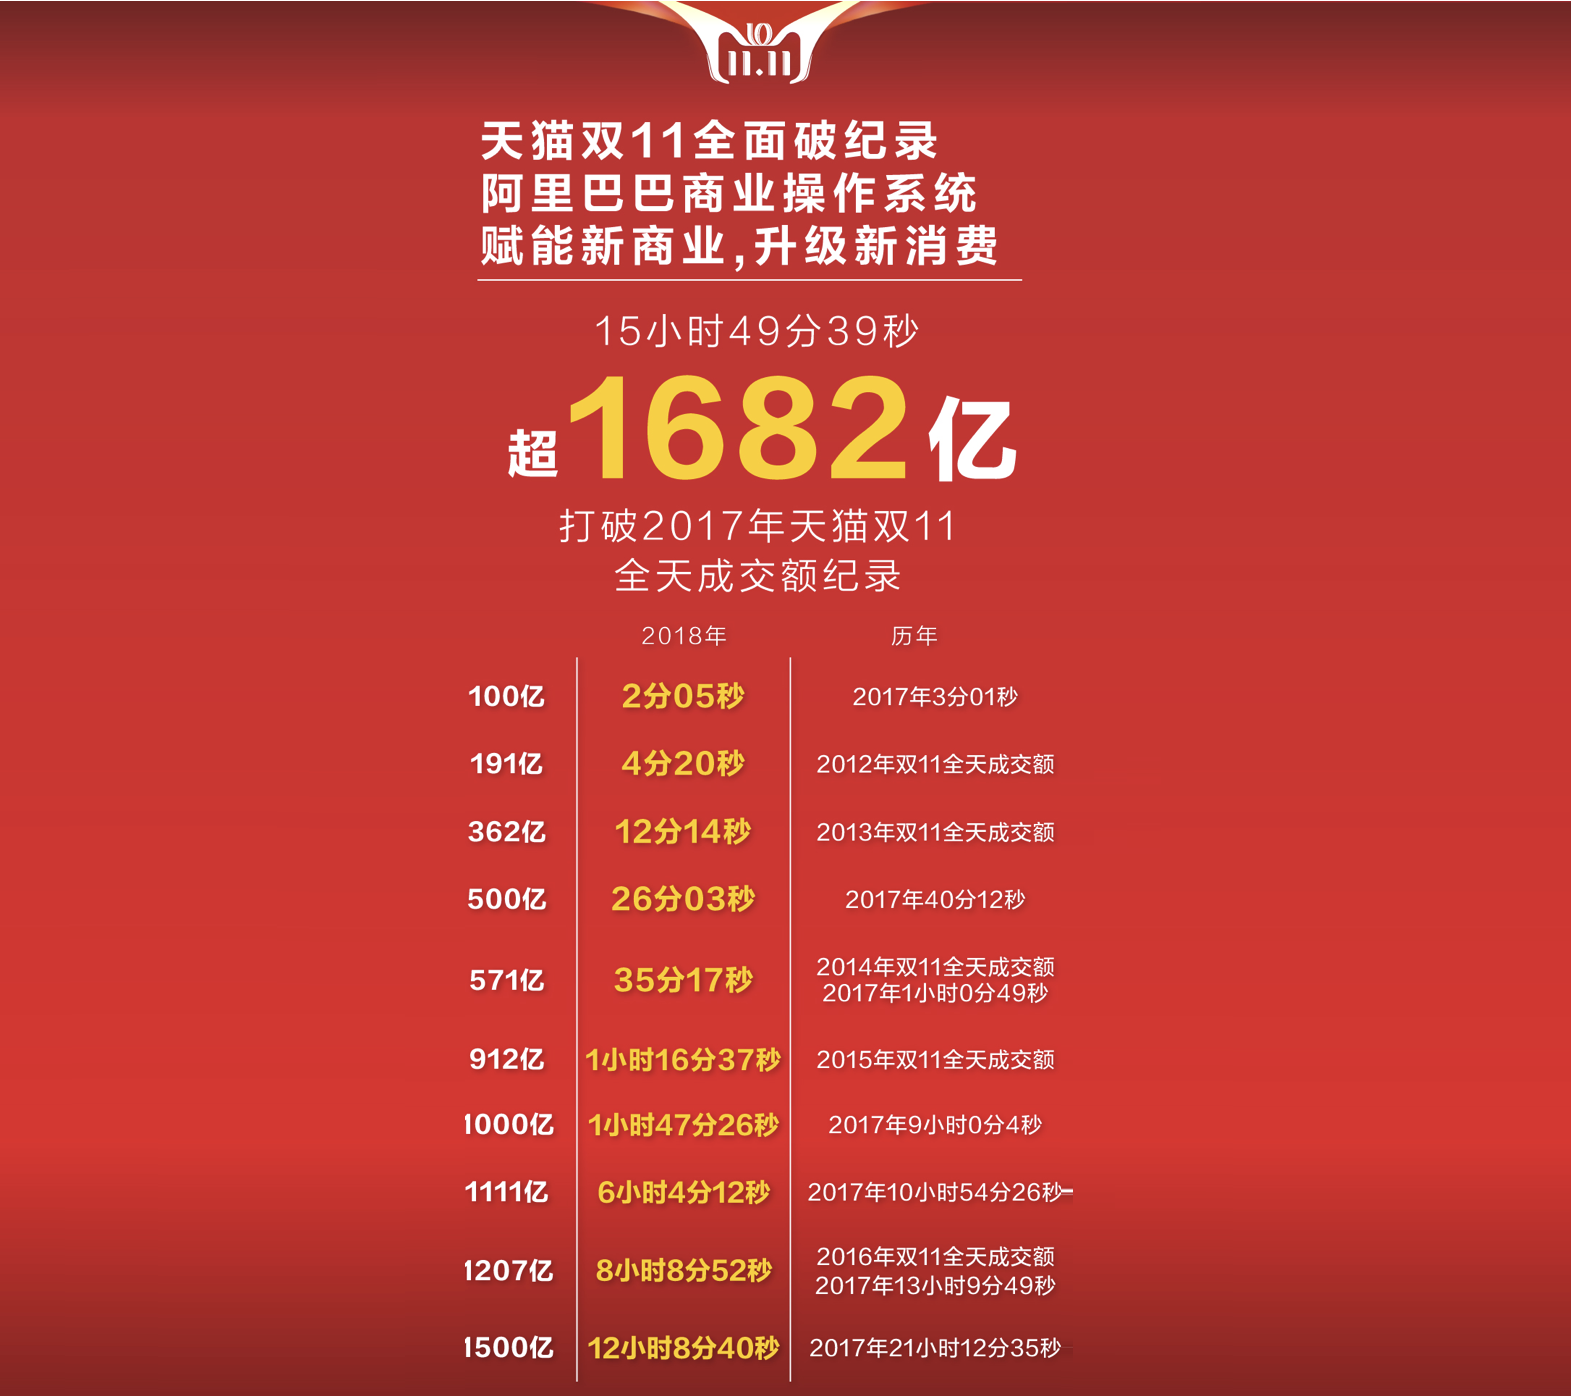 10
11.11
天猫双11全面破纪录
阿里巴巴商业操作系统
赋能新商业,升级新消费
15小时49分39秒
超1682亿
打破2017年天猫双11
全天成交额纪录
2018年 历年
100亿 2分05秒 2017年3分01秒
191亿 4分20秒 2012年双11全天成交额
362亿 12分14秒 2013年双11全天成交额
500亿 26分03秒 2017年40分12秒
571亿 35分17秒 2014年双11全天成交额
2017年1小时0分49秒
912亿 1小时16分37秒 2015年双11全天成交额
1000亿 1小时47分26秒 2017年9小时0分4秒
1111亿 6小时4分12秒 2017年10小时54分26秒
1207亿 8小时8分52秒 2016年双11全天成交额
2017年13小时9分49秒
1500亿 12小时8分40秒 2017年21小时12分35秒